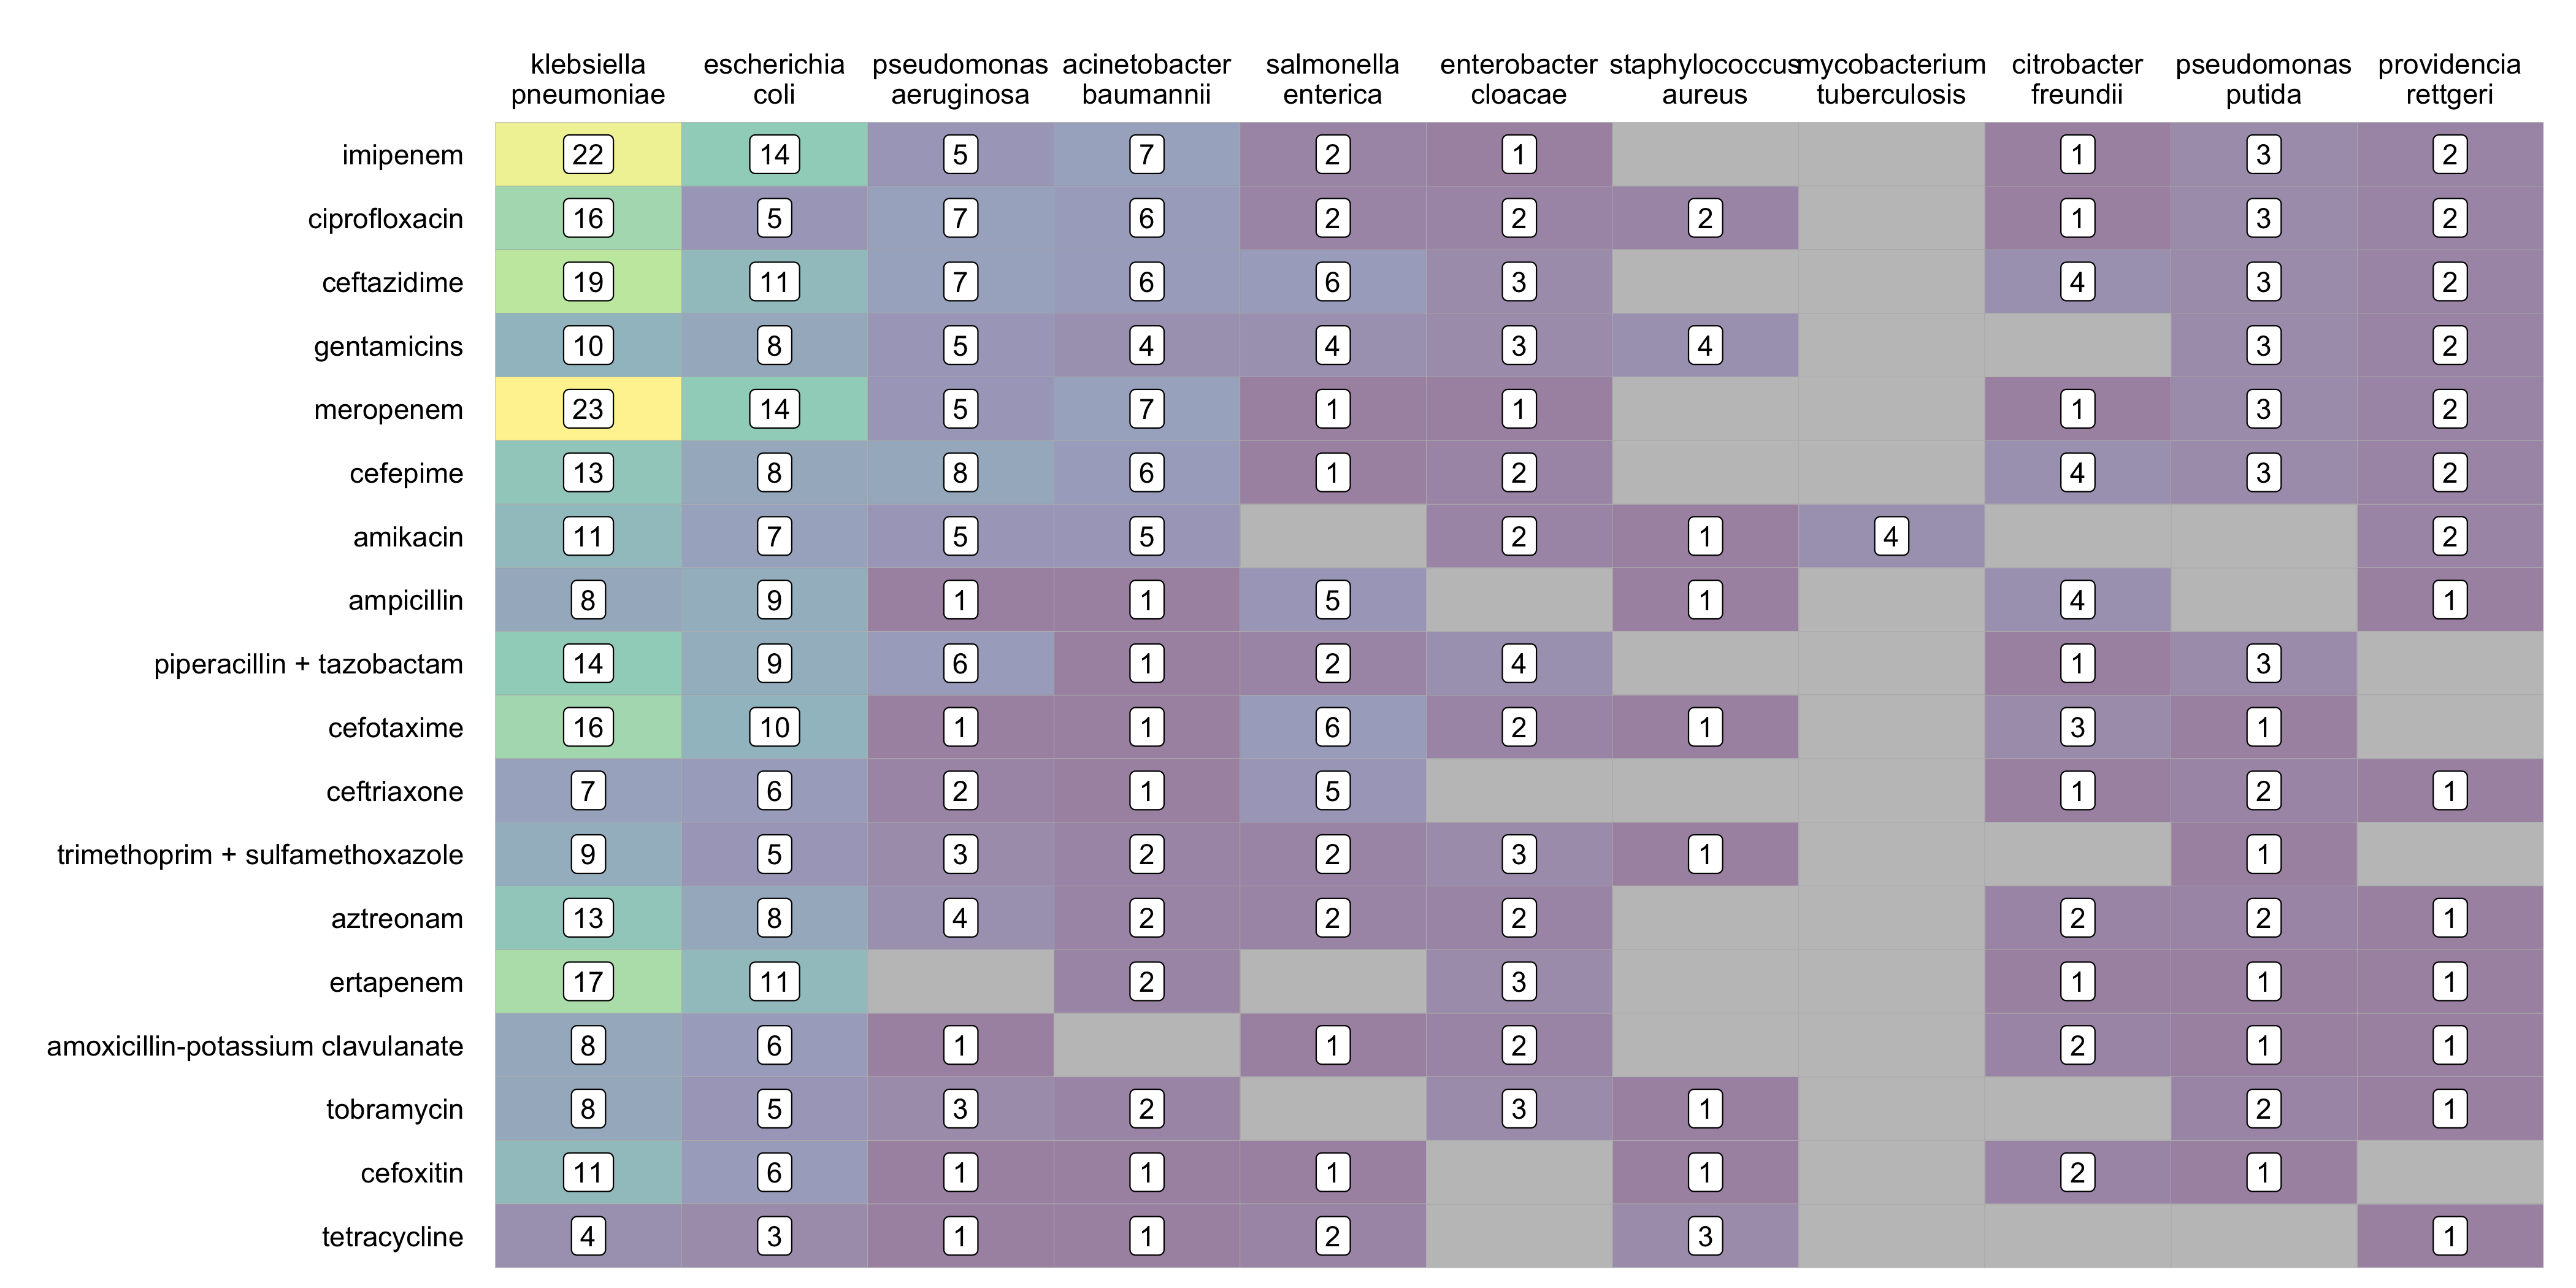 klebsiella escherichia pseudomonas acinetobacter salmonella enterobacter staphylococcus mycobacterium citrobacter pseudomonas providencia
pneumoniae coli aeruginosa baumannii enterica cloacae aureus tuberculosis freundii putida rettgeri
imipenem 22 14 5 7 2 1 1 3 2
ciprofloxacin 16 5 7 6 2 2 2 1 3 2
ceftazidime 19 11 7 6 6 3 4 3 2
gentamicins 10 8 5 4 4 3 4 3 2
meropenem 23 14 5 7 1 1 1 3 2
cefepime 13 8 8 6 1 2 4 3 2
amikacin 11 7 5 5 2 1 4 2
ampicillin 8 9 1 1 5 1 4 1
piperacillin + tazobactam 14 9 6 1 2 4 1 3
cefotaxime 16 10 1 1 6 2 1 3 1
ceftriaxone 7 6 2 1 5 1 2 1
trimethoprim + sulfamethoxazole 9 5 3 2 2 3 1 1
aztreonam 13 8 4 2 2 2 2 2 1
ertapenem 17 11 2 3 1 1 1
amoxicillin-potassium clavulanate 8 6 1 1 2 2 1 1
tobramycin 8 5 3 2 3 1 2 1
cefoxitin 11 6 1 1 1 1 2 1
tetracycline 4 3 1 1 2 3 1